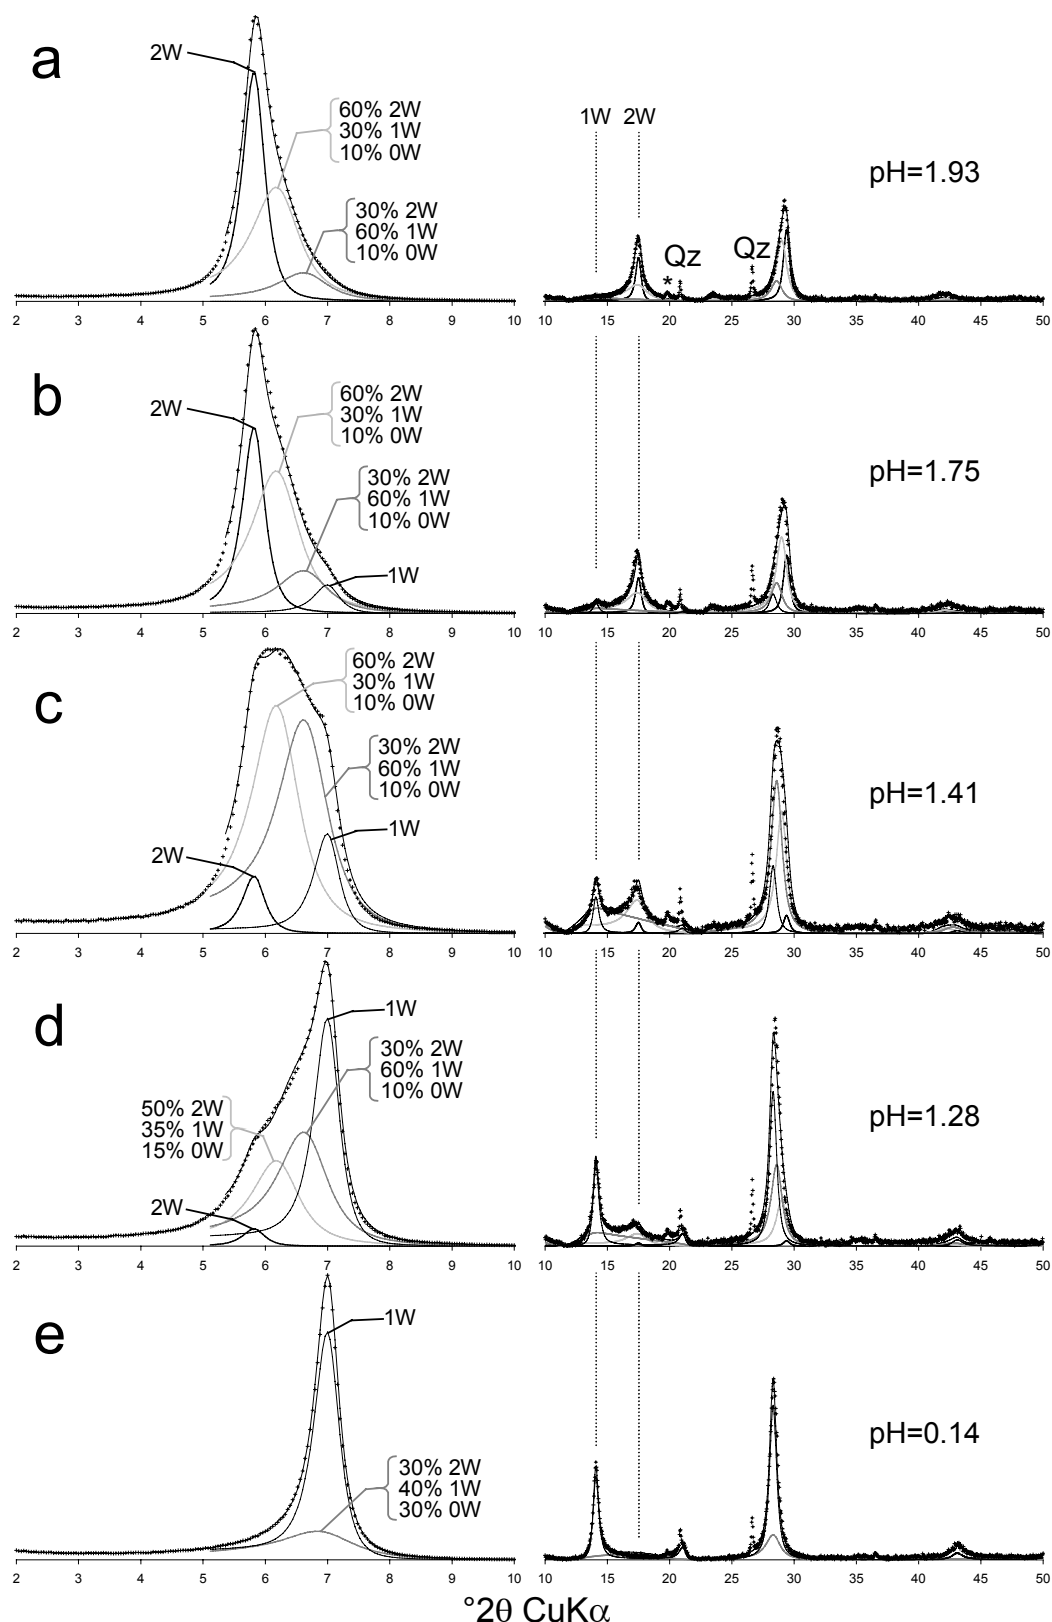 a
2W
60% 2W
30% 1W
10% 0W
30% 2W
60% 1W
10% 0W
1W 2W
* Qz
Qz
pH=1.93
2 3 4 5 6 7 8 9 10
10 15 20 25 30 35 40 45 50
b
2W
60% 2W
30% 1W
10% 0W
30% 2W
60% 1W
10% 0W
1W
pH=1.75
2 3 4 5 6 7 8 9 10
10 15 20 25 30 35 40 45 50
c
60% 2W
30% 1W
10% 0W
30% 2W
60% 1W
10% 0W
1W
2W
pH=1.41
2 3 4 5 6 7 8 9 10
10 15 20 25 30 35 40 45 50
d
1W
30% 2W
60% 1W
10% 0W
50% 2W
35% 1W
15% 0W
2W
pH=1.28
2 3 4 5 6 7 8 9 10
10 15 20 25 30 35 40 45 50
e
1W
30% 2W
40% 1W
30% 0W
pH=0.14
2 3 4 5 6 7 8 9 10
10 15 20 25 30 35 40 45 50
°2θ CuKα